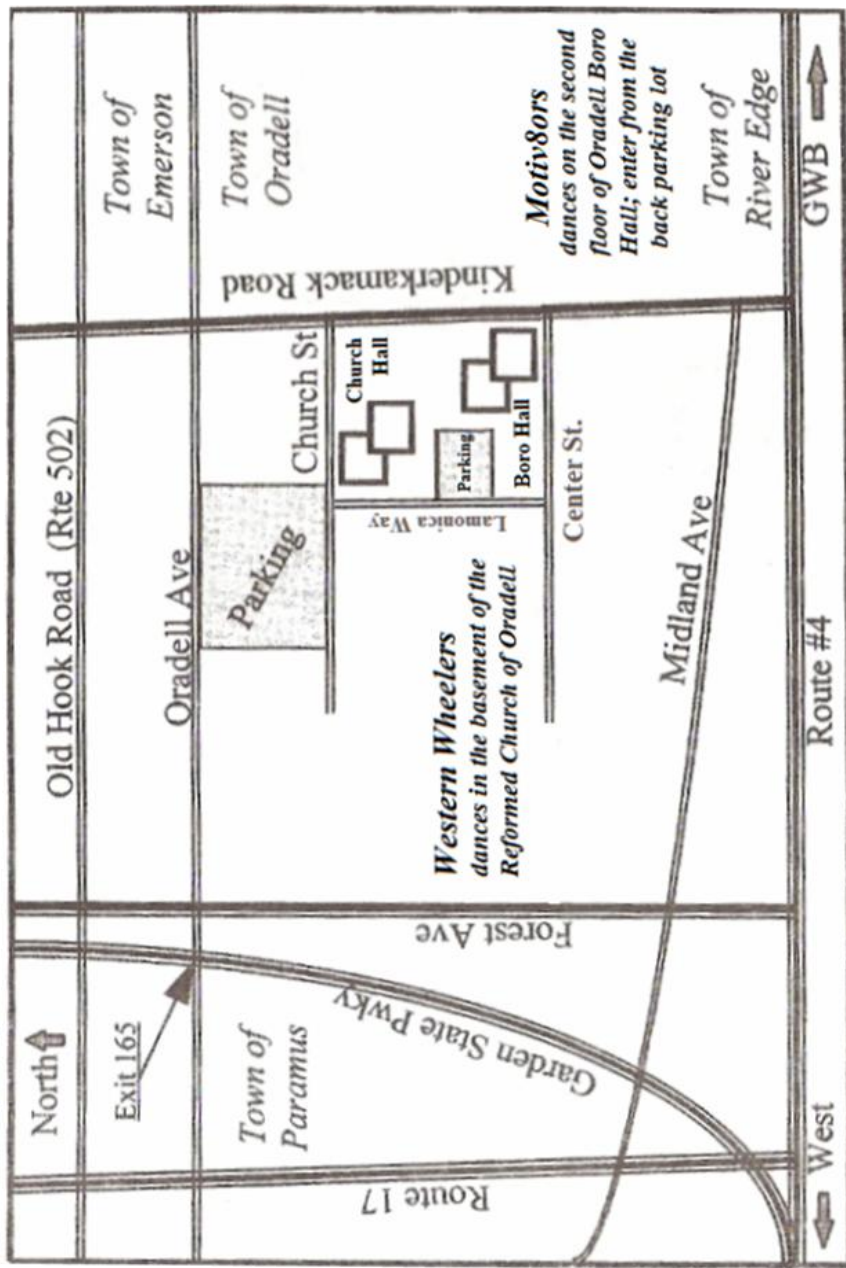 Old Hook Road (Rte 502)
North
Town of
Emerson
Exit 165
Oradell Ave
Town of
Paramus
Town of
Oradell
Parking
Church St
Kinderkamack Road
Church
Hall
Lamonica Way
Parking
Boro Hall
Center St.
Western Wheelers
dances in the basement of the
Reformed Church of Oradell
Motiv8ors
dances on the second
floor of Oradell Boro
Hall; enter from the
back parking lot
Route 17
Garden State Pwky
Forest Ave
Midland Ave
Town of
River Edge
West
Route #4
GWB